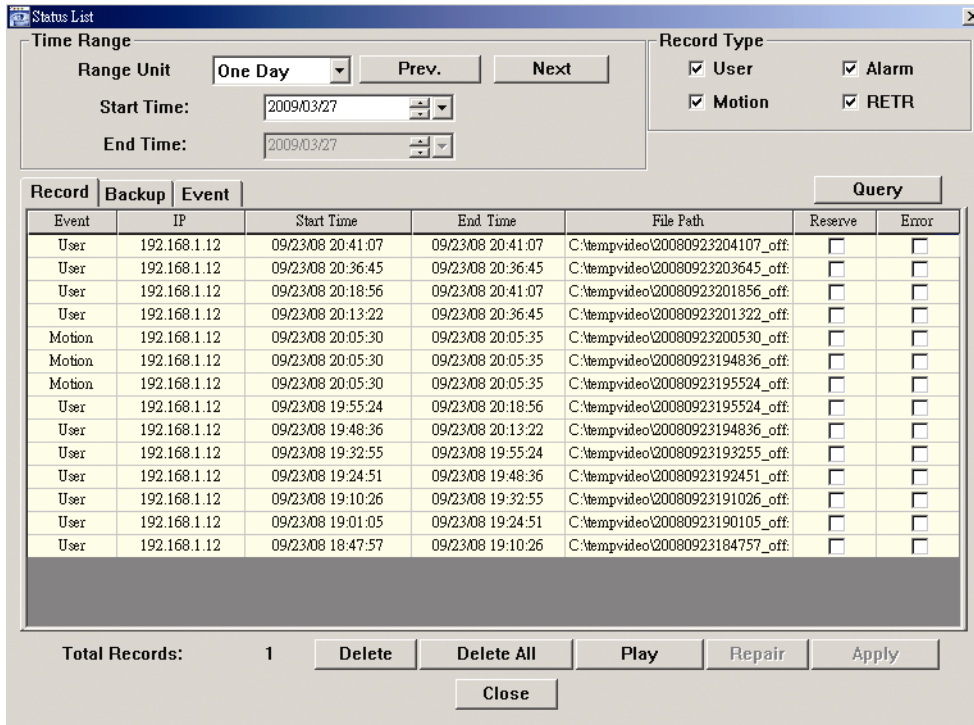 Status List
Time Range
Record Type
Range Unit One Day Prev. Next
User Alarm
Start Time: 2009/03/27
Motion RETR
End Time: 2009/03/27
Record Backup Event Query
Event IP Start Time End Time File Path Reserve Error
User 192.168.1.12 09/23/08 20:41:07 09/23/08 20:41:07 C:\tempvideo\20080923204107_off:
User 192.168.1.12 09/23/08 20:36:45 09/23/08 20:36:45 C:\tempvideo\20080923203645_off:
User 192.168.1.12 09/23/08 20:18:56 09/23/08 20:41:07 C:\tempvideo\20080923201856_off:
User 192.168.1.12 09/23/08 20:13:22 09/23/08 20:36:45 C:\tempvideo\20080923201322_off:
Motion 192.168.1.12 09/23/08 20:05:30 09/23/08 20:05:35 C:\tempvideo\20080923200530_off:
Motion 192.168.1.12 09/23/08 20:05:30 09/23/08 20:05:35 C:\tempvideo\20080923194836_off:
Motion 192.168.1.12 09/23/08 20:05:30 09/23/08 20:05:35 C:\tempvideo\20080923195524_off:
User 192.168.1.12 09/23/08 19:55:24 09/23/08 20:18:56 C:\tempvideo\20080923195524_off:
User 192.168.1.12 09/23/08 19:48:36 09/23/08 20:13:22 C:\tempvideo\20080923194836_off:
User 192.168.1.12 09/23/08 19:32:55 09/23/08 19:55:24 C:\tempvideo\20080923193255_off:
User 192.168.1.12 09/23/08 19:24:51 09/23/08 19:48:36 C:\tempvideo\20080923192451_off:
User 192.168.1.12 09/23/08 19:10:26 09/23/08 19:32:55 C:\tempvideo\20080923191026_off:
User 192.168.1.12 09/23/08 19:01:05 09/23/08 19:24:51 C:\tempvideo\20080923190105_off:
User 192.168.1.12 09/23/08 18:47:57 09/23/08 19:10:26 C:\tempvideo\20080923184757_off:
Total Records: 1 Delete Delete All Play Repair Apply
Close